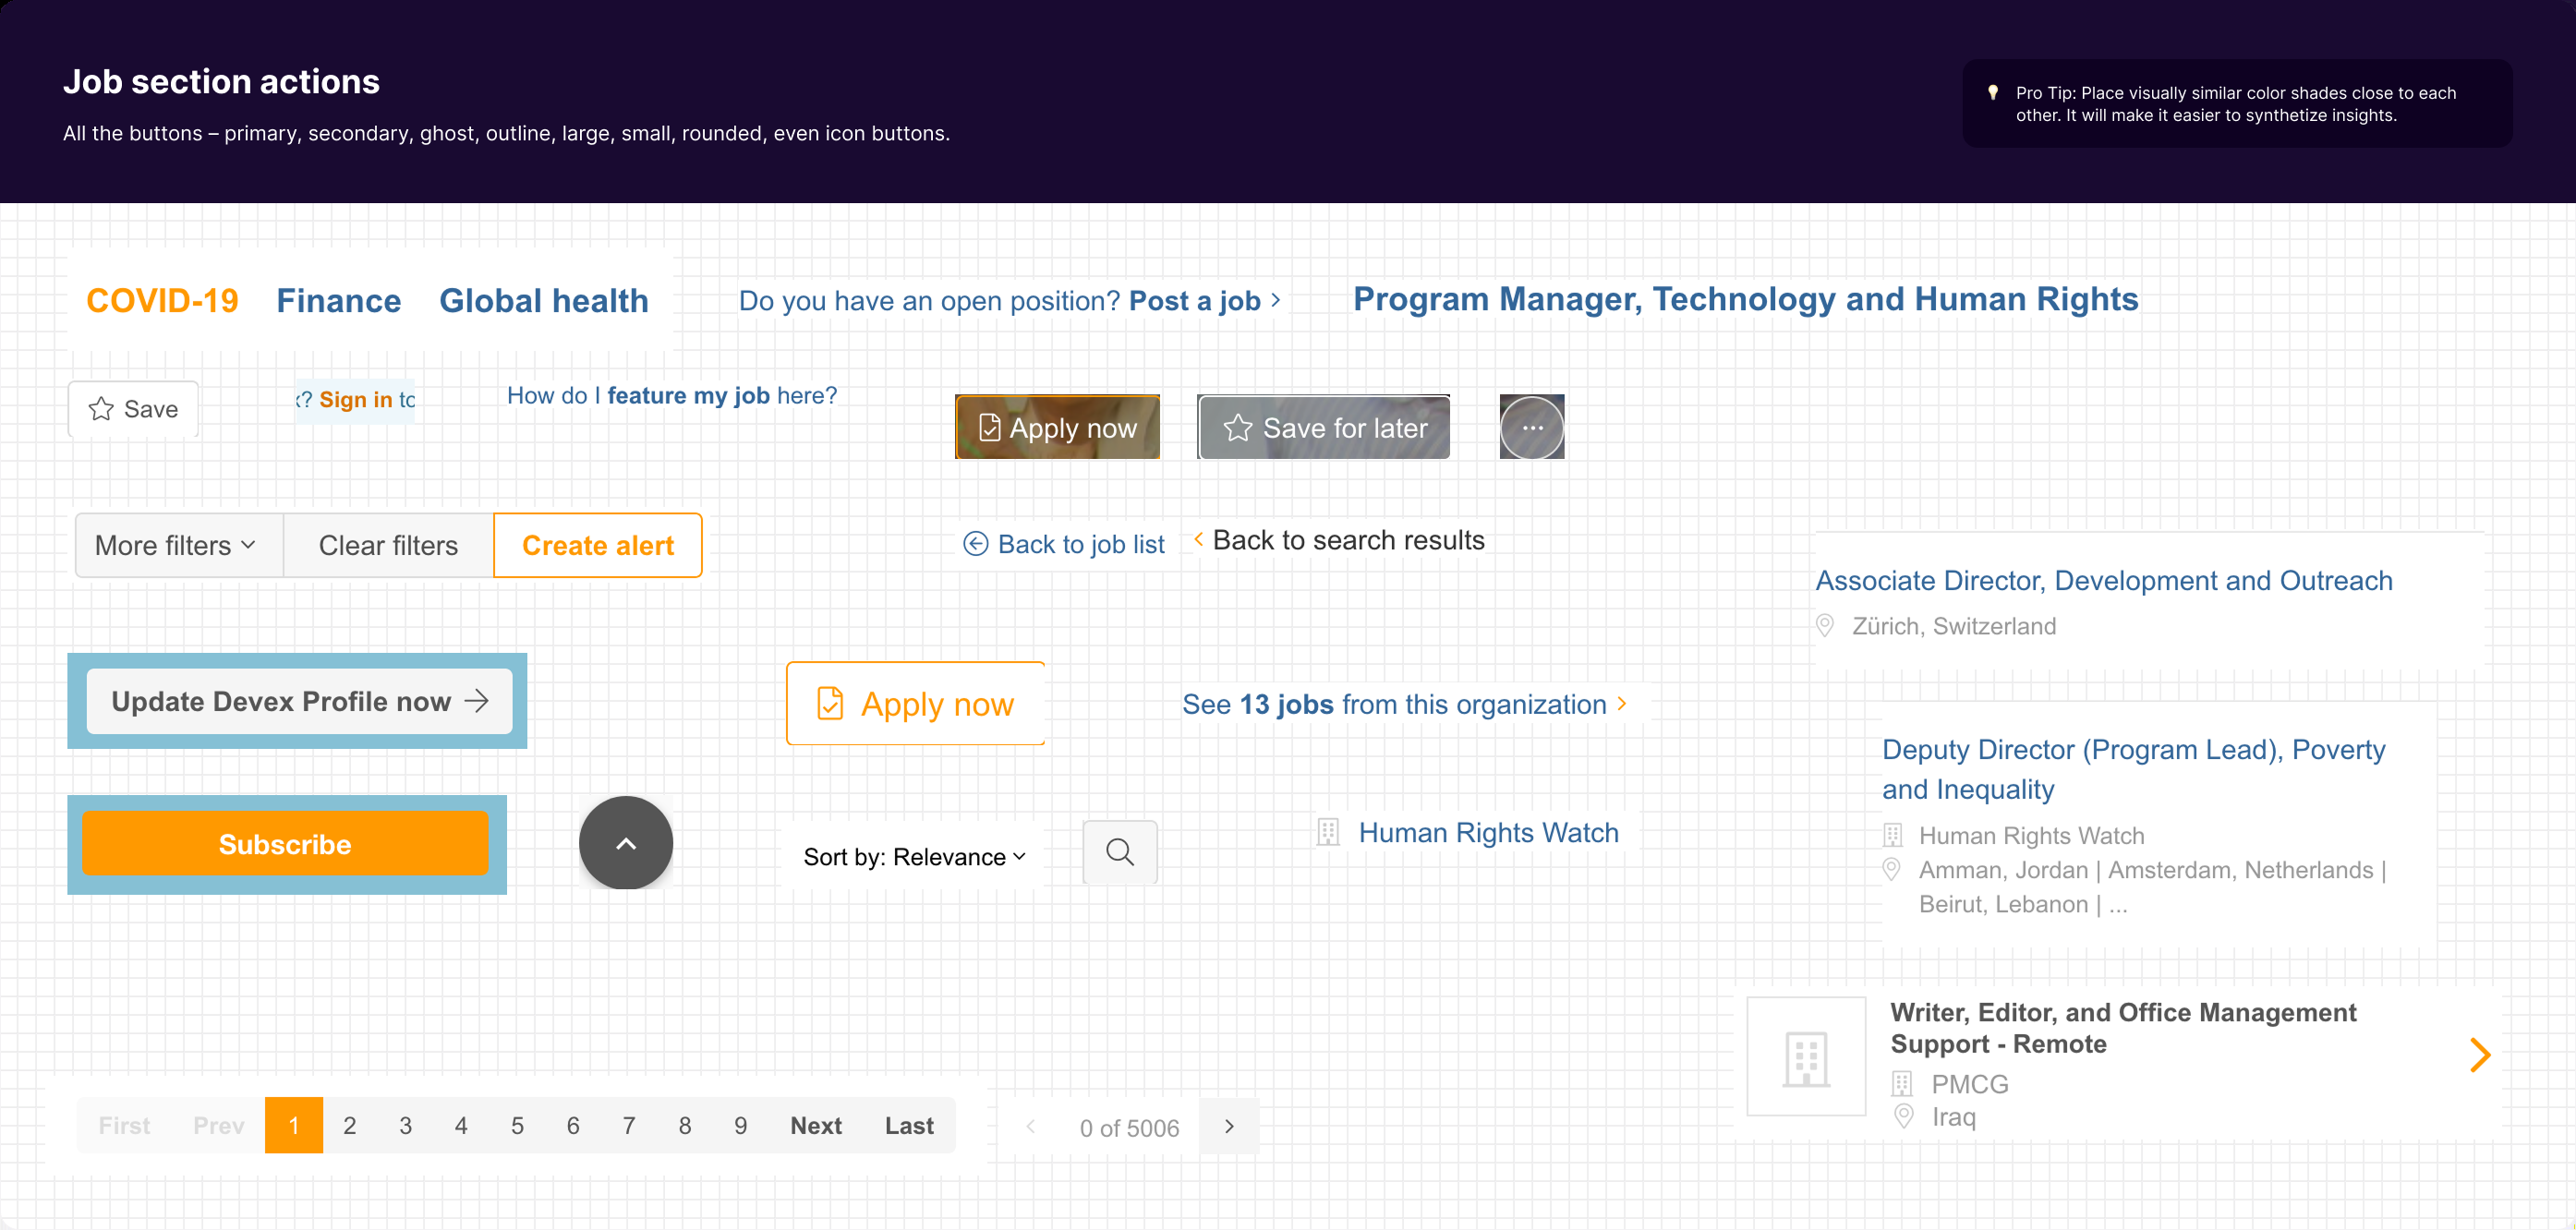 Job section actions
All the buttons – primary, secondary, ghost, outline, large, small, rounded, even icon buttons.
Pro Tip: Place visually similar color shades close to each
other. It will make it easier to synthetize insights.
COVID-19 Finance Global health
Do you have an open position? Post a job
Program Manager, Technology and Human Rights
Save
? Sign in to
How do I feature my job here?
Apply now
Save for later
More filters Clear filters Create alert
Back to job list
Back to search results
Associate Director, Development and Outreach
Zürich, Switzerland
Update Devex Profile now
Apply now
See 13 jobs from this organization
Deputy Director (Program Lead), Poverty
and Inequality
Human Rights Watch
Amman, Jordan | Amsterdam, Netherlands |
Beirut, Lebanon | ...
Subscribe
Sort by: Relevance
Human Rights Watch
Writer, Editor, and Office Management
Support - Remote
PMCG
Iraq
First Prev 1 2 3 4 5 6 7 8 9 Next Last
0 of 5006